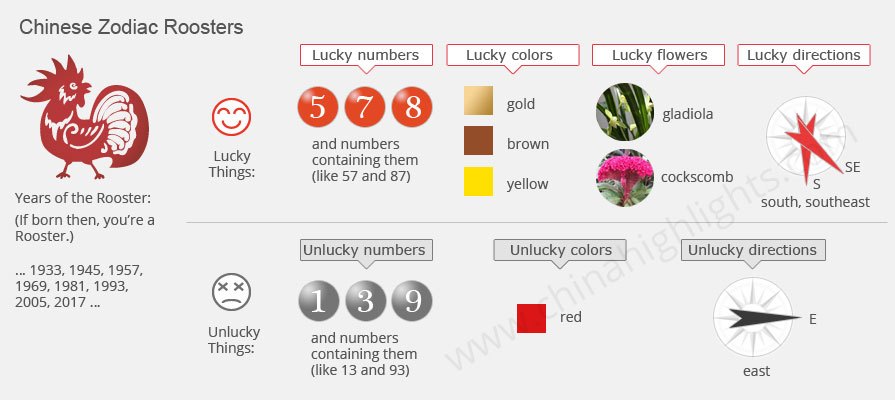 Chinese Zodiac Roosters
Years of the Rooster:
(If born then, you’re a
Rooster.)
... 1933, 1945, 1957,
1969, 1981, 1993,
2005, 2017 ...
Lucky
Things:
Lucky numbers
5 7 8
and numbers
containing them
(like 57 and 87)
Lucky colors
gold
brown
yellow
Lucky flowers
gladiola
cockscomb
Lucky directions
SE
S
south, southeast
Unlucky
Things:
Unlucky numbers
1 3 9
and numbers
containing them
(like 13 and 93)
Unlucky colors
red
Unlucky directions
E
east
www.chinahighlights.com